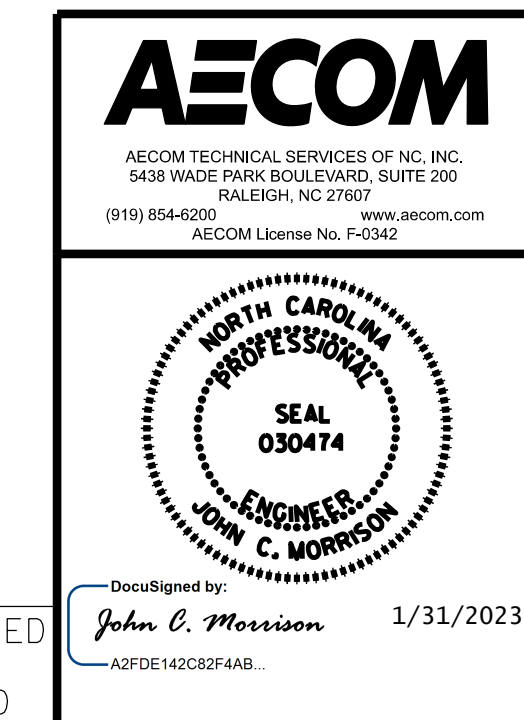 AECOM
AECOM TECHNICAL SERVICES OF NC, INC.
5438 WADE PARK BOULEVARD, SUITE 200
RALEIGH, NC 27607
(919) 854-6200 www.aecom.com
AECOM License No. F-0342
NORTH CAROLINA
PROFESSIONAL
SEAL
030474
ENGINEER
JOHN C. MORRISON
DocuSigned by:
John C. Morrison 1/31/2023
A2FDE142C82F4AB...
ED